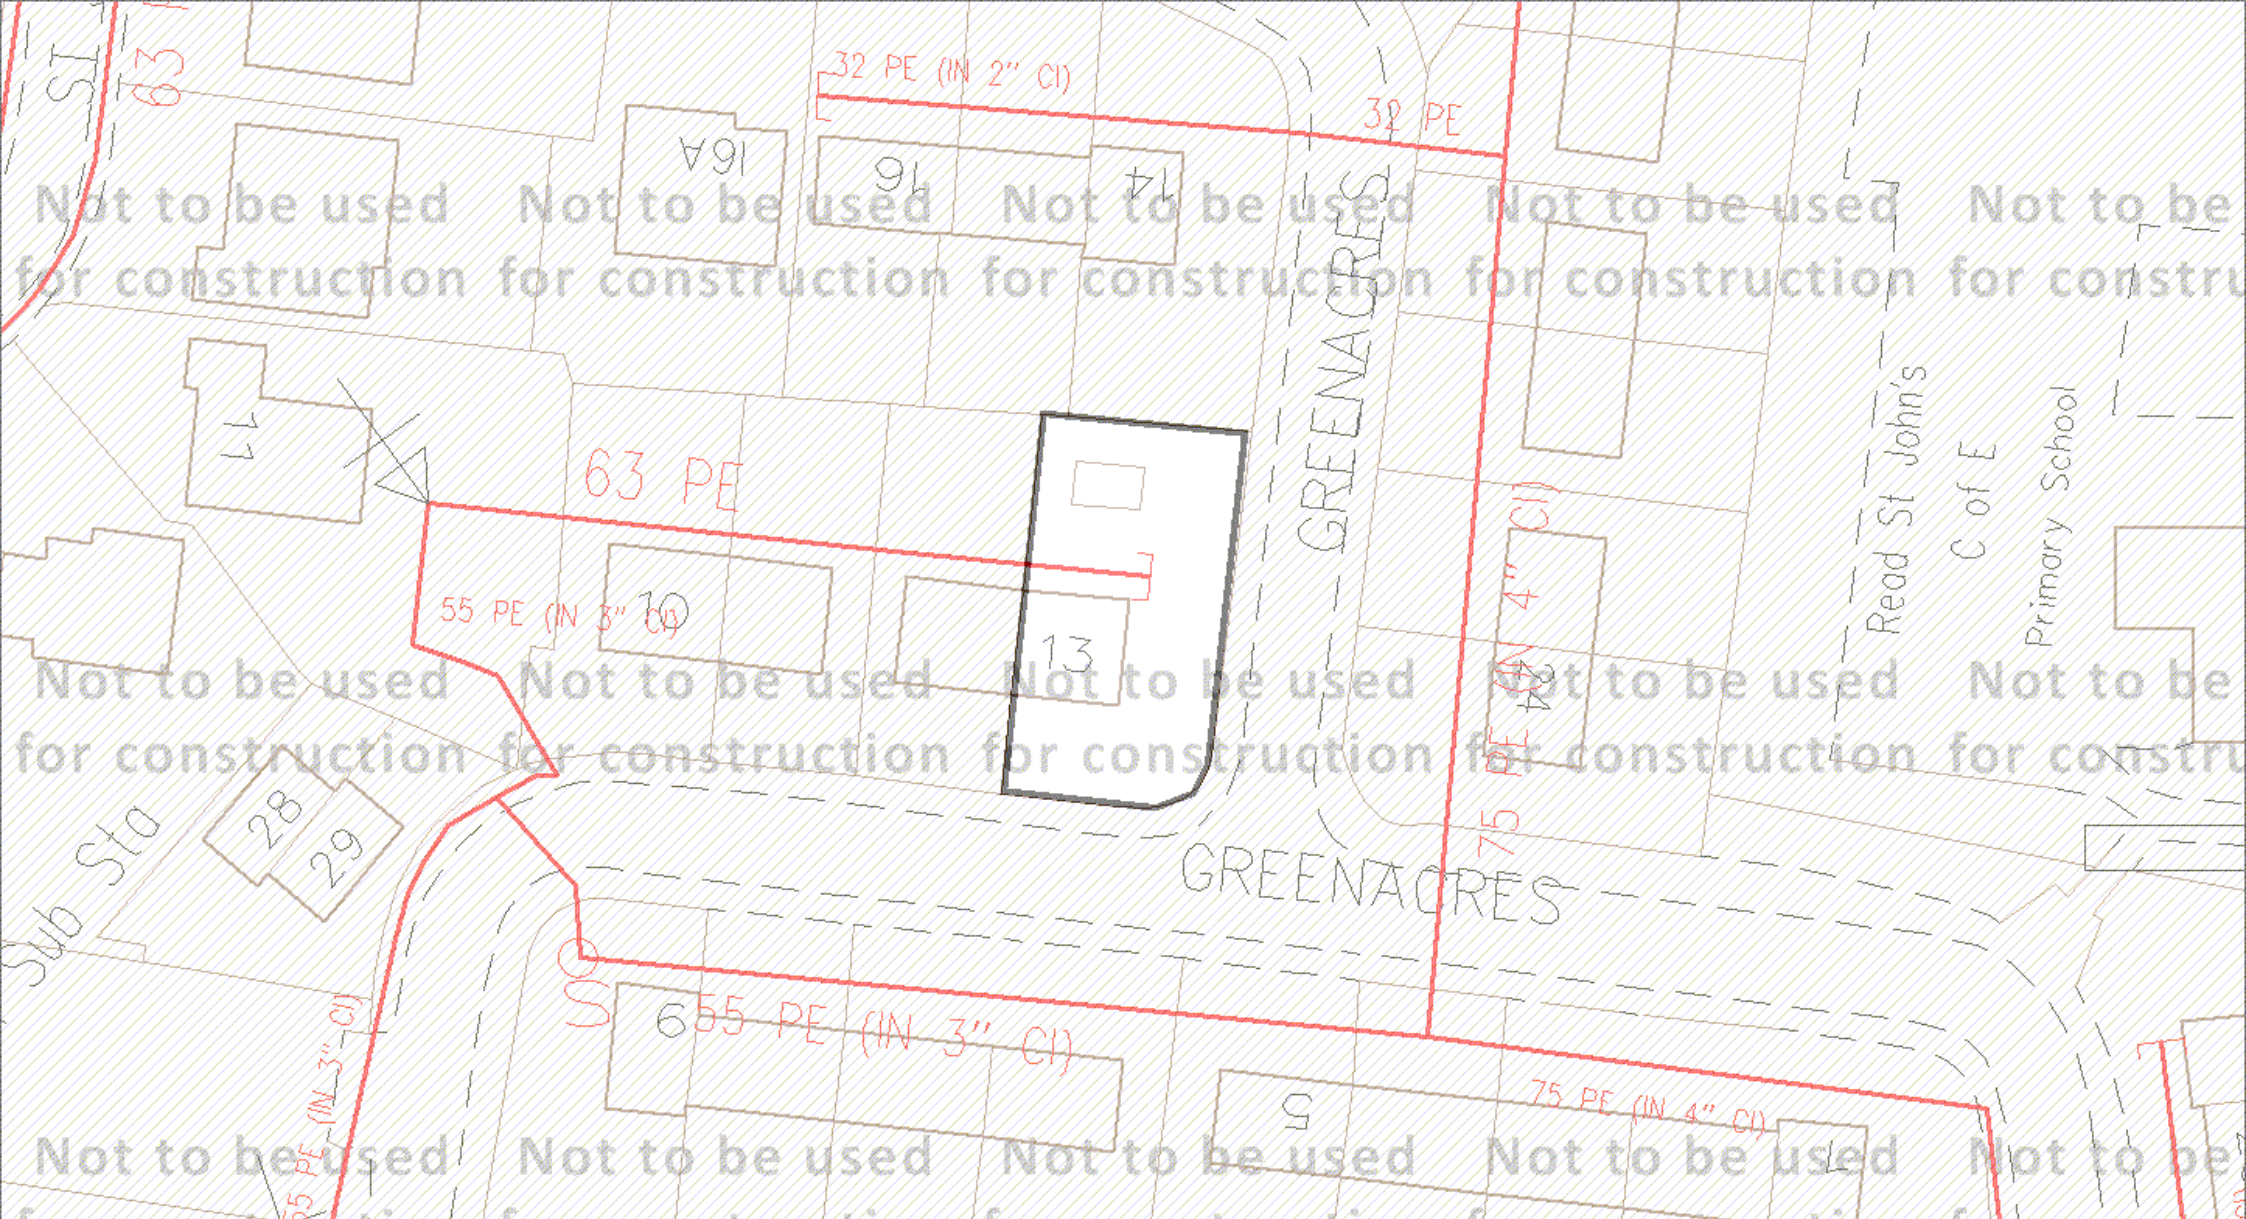 SI
63
32 PE (IN 2" CI)
32 PE
16A
16
14
Not to be used Not to be used Not to be used Not to be used Not to be
for construction for construction for construction for construction for constru
GREENACRES
11
63 PE
Read St John's
C of E
Primary School
75 PE (IN 4" CI)
55 PE (IN 3" CI)
10
13
24
Not to be used Not to be used Not to be used Not to be used Not to be
for construction for construction for construction for construction for constru
28
29
Sub Sta
GREENACRES
S
6
55 PE (IN 3" CI)
55 PE (IN 3" CI)
5
75 PE (IN 4" CI)
1
Not to be used Not to be used Not to be used Not to be used Not to be